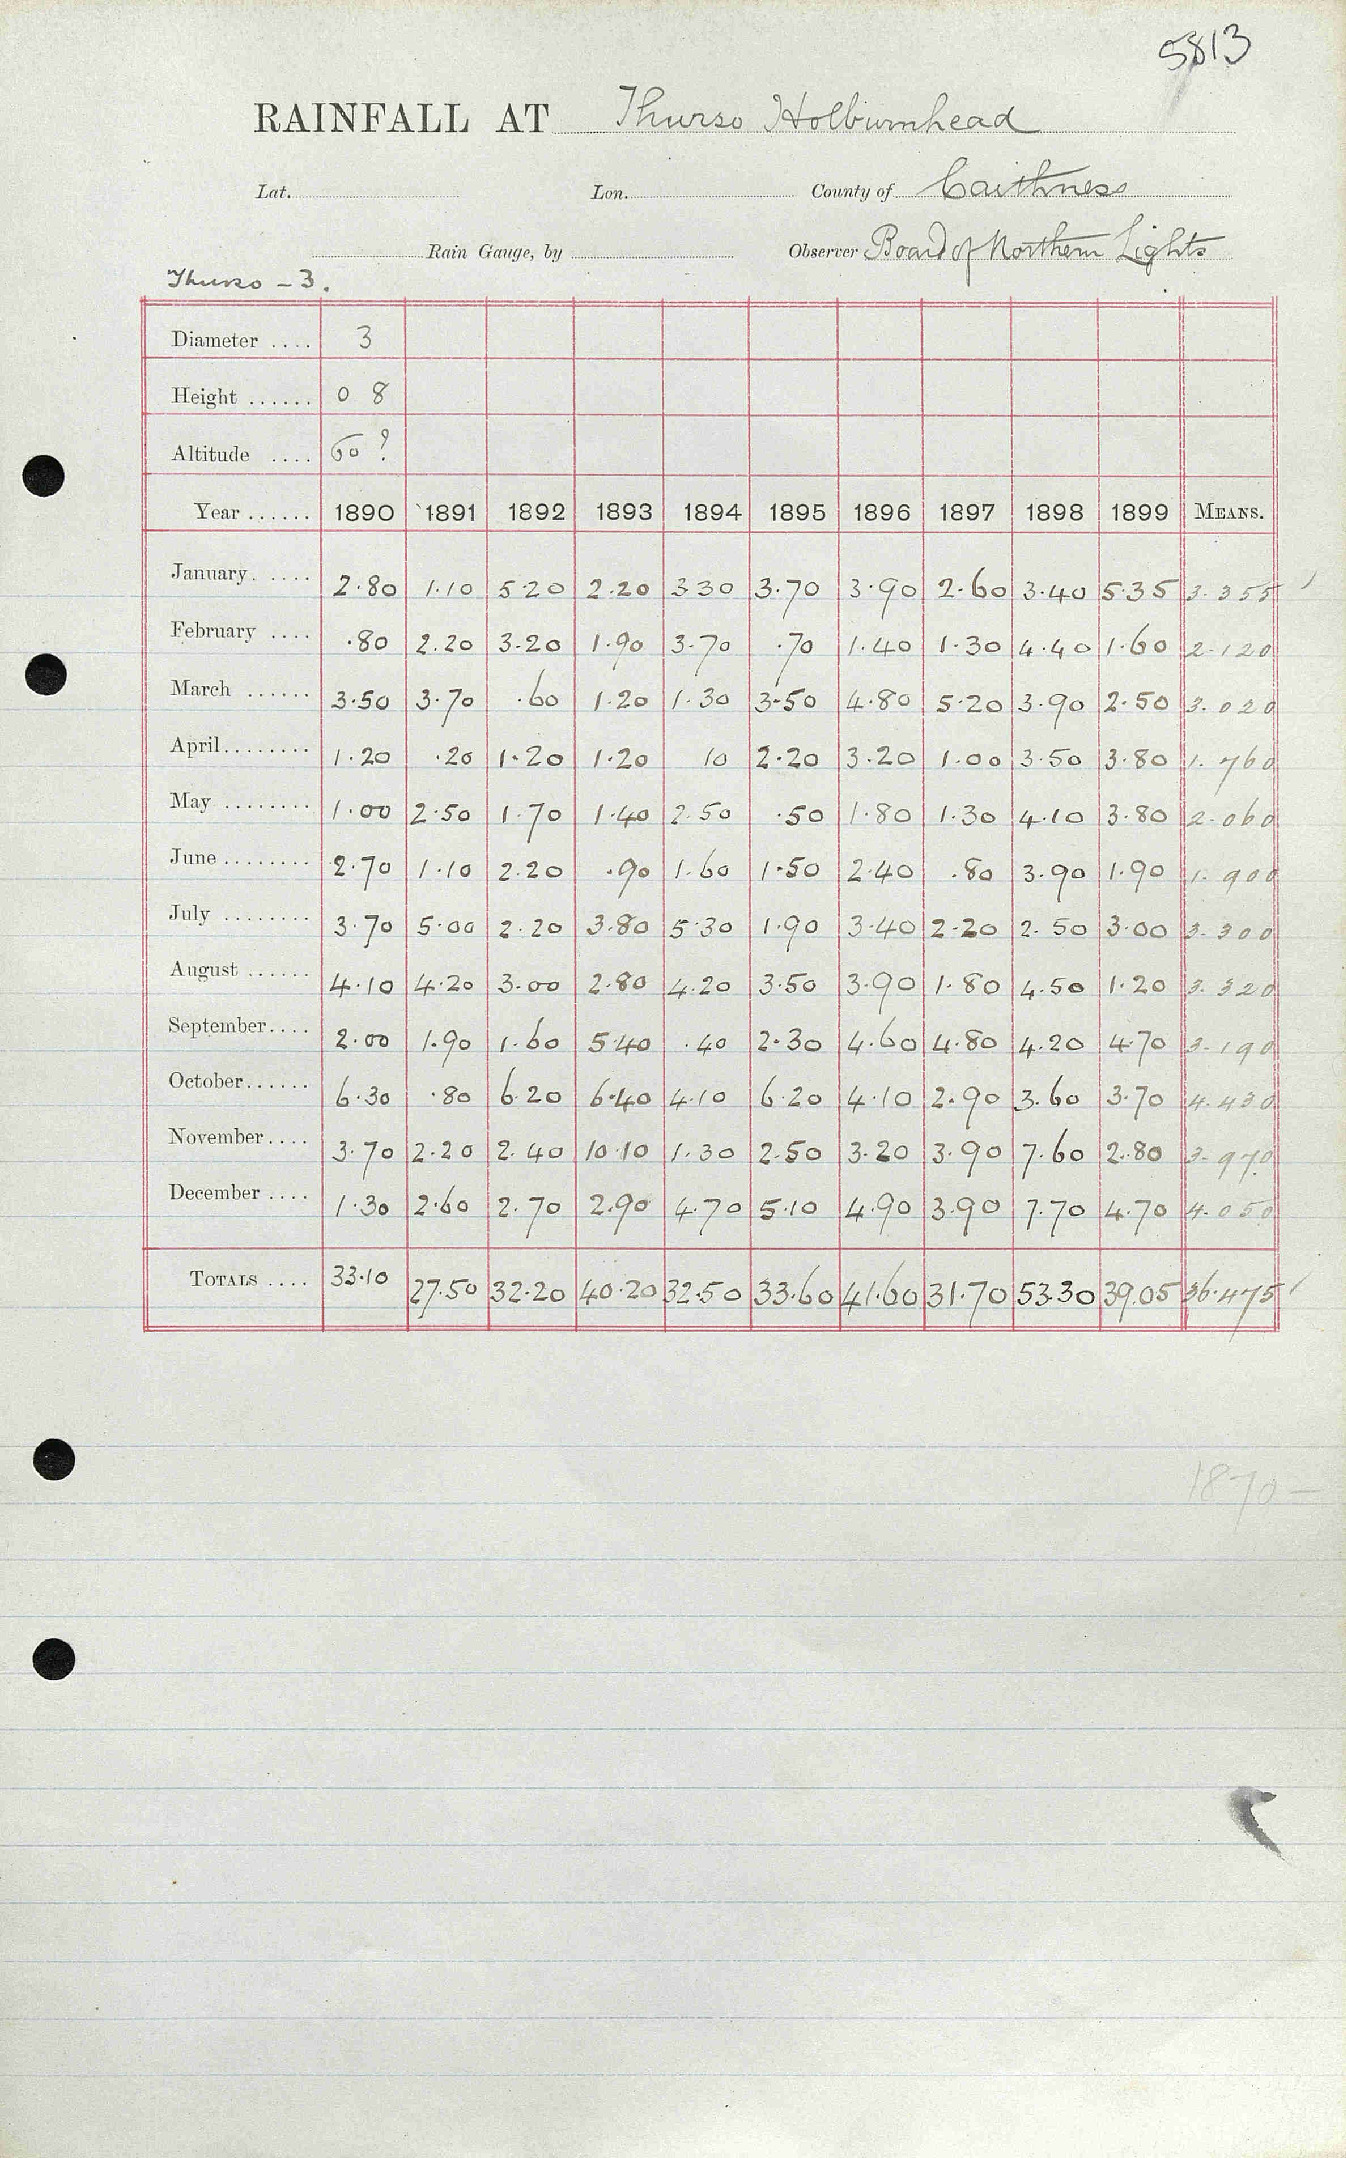 5813
RAINFALL AT Thurso Holburnhead
Lat. Lon. County of Caithness
Rain Gauge, by Observer Board of Northern Lights
Thurso - 3.
Diameter .... 3
Height ...... 0 8
Altitude .... 60 ?
Year ...... 1890 1891 1892 1893 1894 1895 1896 1897 1898 1899 MEANS.
January. .... 2.80 1.10 5.20 2.20 3.30 3.70 3.90 2.60 3.40 5.35 3.355
February .... .80 2.20 3.20 1.90 3.70 .70 1.40 1.30 4.40 1.60 2.120
March ...... 3.50 3.70 .60 1.20 1.30 3.50 4.80 5.20 3.90 2.50 3.020
April........ 1.20 .20 1.20 1.20 10 2.20 3.20 1.00 3.50 3.80 1.760
May ........ 1.00 2.50 1.70 1.40 2.50 .50 1.80 1.30 4.10 3.80 2.060
June ........ 2.70 1.10 2.20 .90 1.60 1.50 2.40 .80 3.90 1.90 1.900
July ........ 3.70 5.00 2.20 3.80 5.30 1.90 3.40 2.20 2.50 3.00 3.300
August ...... 4.10 4.20 3.00 2.80 4.20 3.50 3.90 1.80 4.50 1.20 3.320
September.... 2.00 1.90 1.60 5.40 .40 2.30 4.60 4.80 4.20 4.70 3.190
October...... 6.30 .80 6.20 6.40 4.10 6.20 4.10 2.90 3.60 3.70 4.430
November.... 3.70 2.20 2.40 10.10 1.30 2.50 3.20 3.90 7.60 2.80 3.970
December .... 1.30 2.60 2.70 2.90 4.70 5.10 4.90 3.90 7.70 4.70 4.050
TOTALS .... 33.10 27.50 32.20 40.20 32.50 33.60 41.60 31.70 53.30 39.05 36.475
1870 -